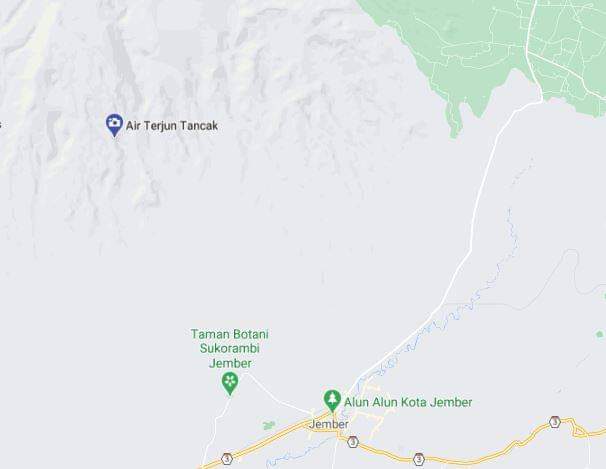 s
Air Terjun Tancak
Taman Botani
Sukorambi
Jember
Alun Alun Kota Jember
Jember
3
3
3
3